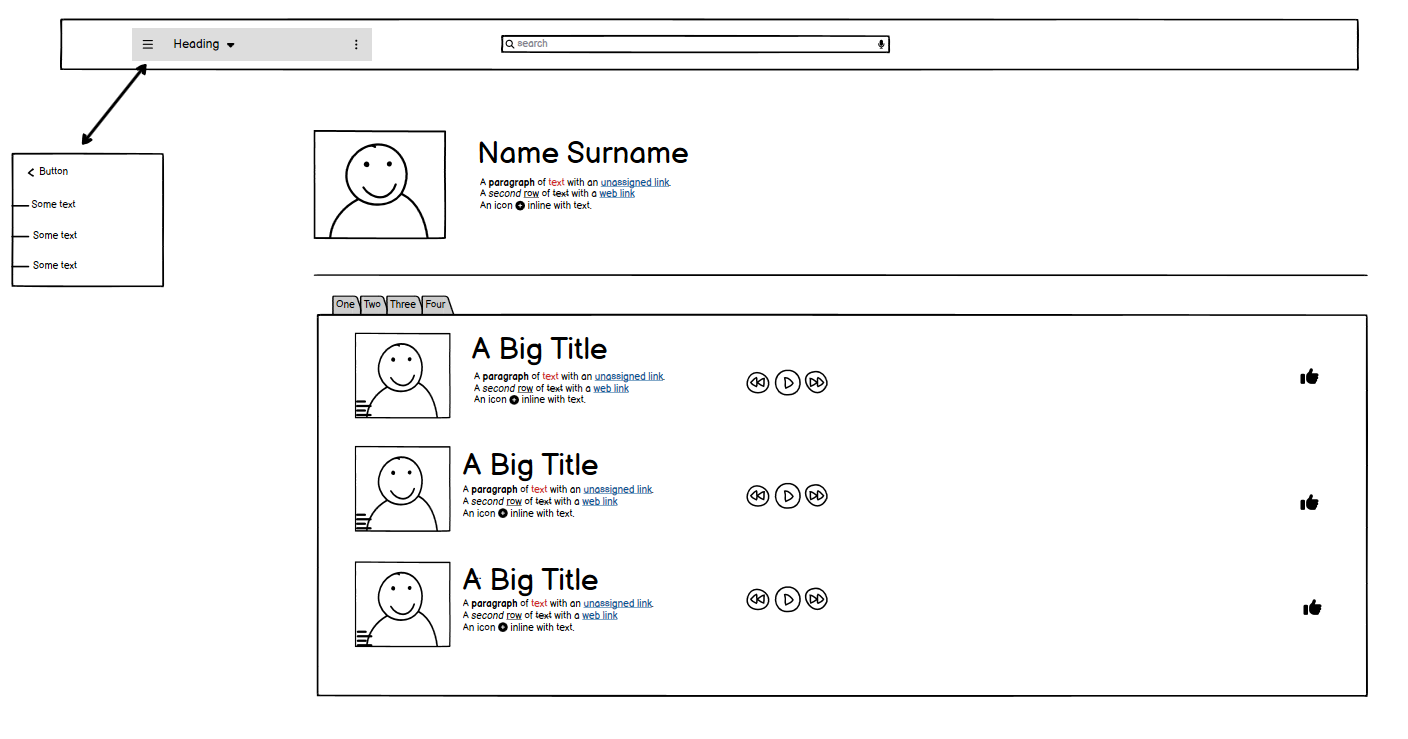 Heading
search
Button
Some text
Some text
Some text
Name Surname
A paragraph of text with an unassigned link.
A second row of text with a web link
An icon inline with text.
One Two Three Four
A Big Title
A paragraph of text with an unassigned link.
A second row of text with a web link
An icon inline with text.
A Big Title
A paragraph of text with an unassigned link.
A second row of text with a web link
An icon inline with text.
A Big Title
A paragraph of text with an unassigned link.
A second row of text with a web link
An icon inline with text.